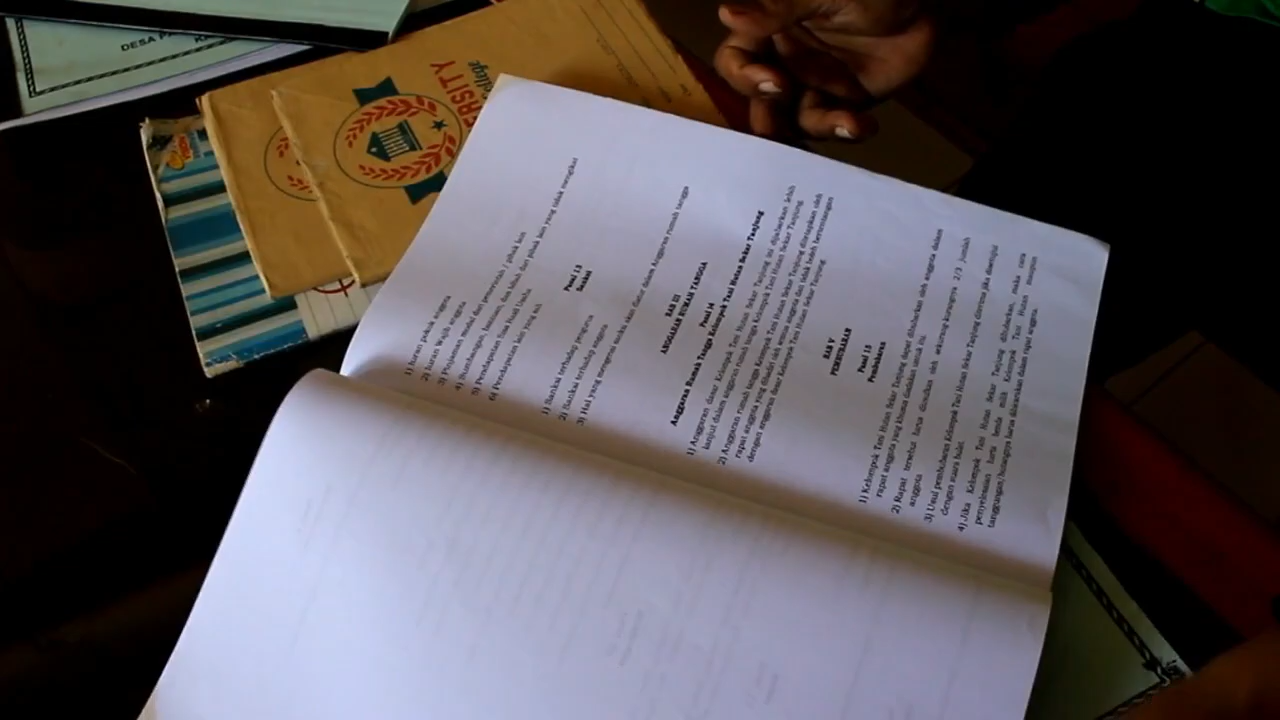 1) Iuran pokok anggota
2) Iuran Wajib anggota
3) Pinjaman modal dari pemerintah / pihak lain
4) Sumbangan, bantuan, dan hibah dari pihak lain yang tidak mengikat
5) Pendapatan Sisa Hasil Usaha
6) Pendapatan lain yang sah
Pasal 13
Sanksi
1) Sanksi terhadap pengurus
2) Sanksi terhadap anggota
3) Hal yang mengenai sanksi akan diatur dalam Anggaran rumah tangga
BAB III
ANGGARAN RUMAH TANGGA
Pasal 14
Anggaran Rumah Tangga Kelompok Tani Hutan Sekar Tanjung
1) Anggaran dasar Kelompok Tani Hutan Sekar Tanjung ini dijabarkan lebih
lanjut dalam anggaran rumah tangga Kelompok Tani Hutan Sekar Tanjung.
2) Anggaran rumah tangga Kelompok Tani Hutan Sekar Tanjung ditetapkan oleh
rapat anggota yang dihadiri oleh semua anggota dan tidak boleh bertentangan
dengan anggaran dasar Kelompok Tani Hutan Sekar Tanjung.
BAB V
PEMBUBARAN
Pasal 15
Pembubaran
1) Kelompok Tani Hutan Sekar Tanjung dapat dibubarkan oleh anggota dalam
rapat anggota yang khusus diadakan untuk itu.
2) Rapat tersebut harus dihadiri oleh sekurang-kurangnya 2/3 jumlah
anggota
3) Usul pembubaran Kelompok Tani Hutan Sekar Tanjung diterima jika disetujui
dengan suara bulat.
4) Jika Kelompok Tani Hutan Sekar Tanjung dibubarkan, maka cara
penyelesaian harta benda milik Kelompok Tani Hutan maupun
tanggungan/hutangnya harus diputuskan dalam rapat anggota.
DESA
RSITY
College